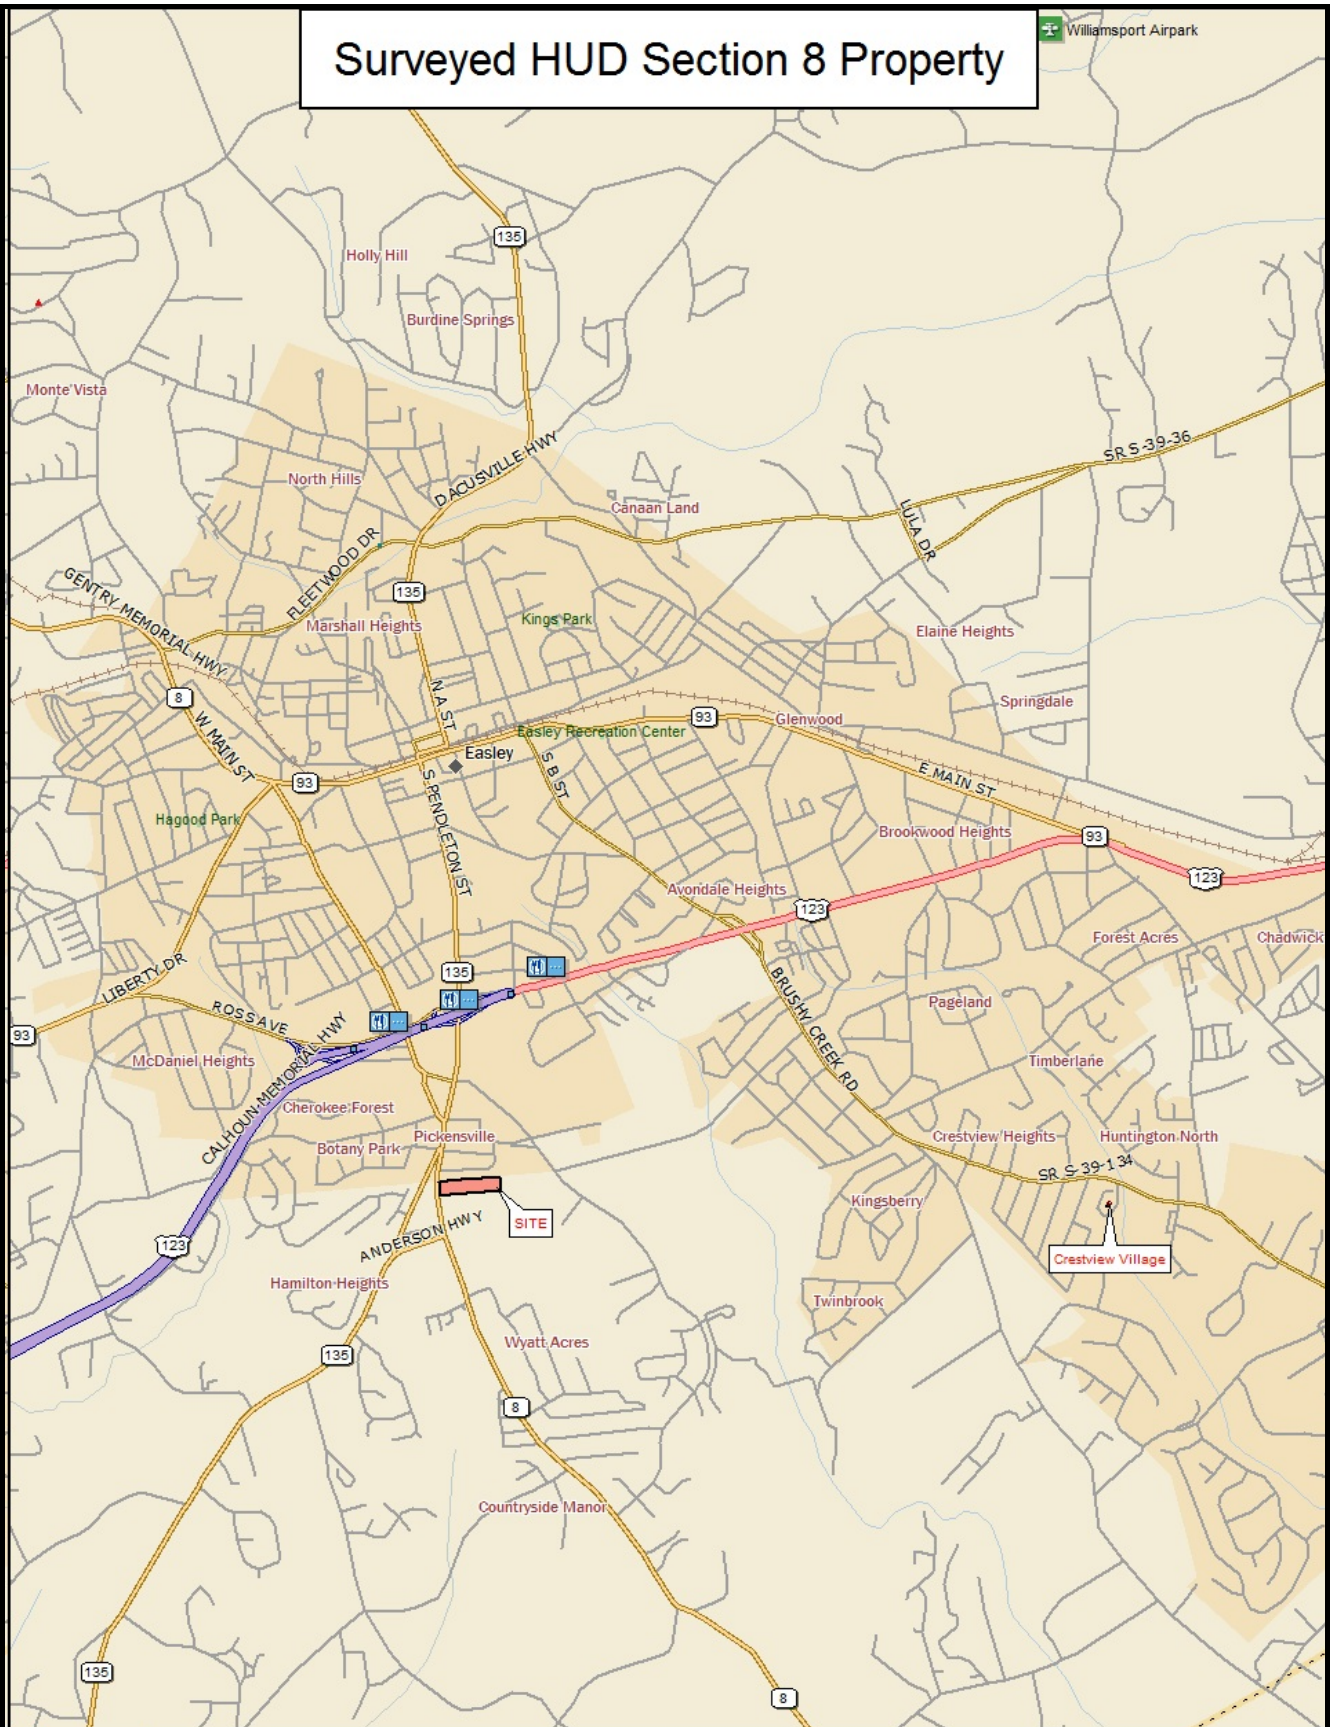 Surveyed HUD Section 8 Property
Williamsport Airpark
135
Holly Hill
Burdine Springs
Monte Vista
DACUSVILLE HWY
SR S-39-36
North Hills
Canaan Land
LULA DR
FLEETWOOD DR
GENTRY MEMORIAL HWY
135
Kings Park
Marshall Heights
Elaine Heights
8
N A ST
Springdale
W MAIN ST
93
Glenwood
Easley Recreation Center
Easley
S B ST
93
E MAIN ST
S PENDLETON ST
Hagood Park
Brookwood Heights
93
123
Avondale Heights
123
Forest Acres
Chadwick
LIBERTY DR
135
BRUSHY CREEK RD
Pageland
ROSS AVE
93
McDaniel Heights
CALHOUN MEMORIAL HWY
Timberlane
Cherokee Forest
Pickensville
Botany Park
Crestview Heights
Huntington North
SR S-39-134
Kingsberry
SITE
ANDERSON HWY
123
Crestview Village
Hamilton Heights
Twinbrook
Wyatt Acres
135
8
Countryside Manor
135
8